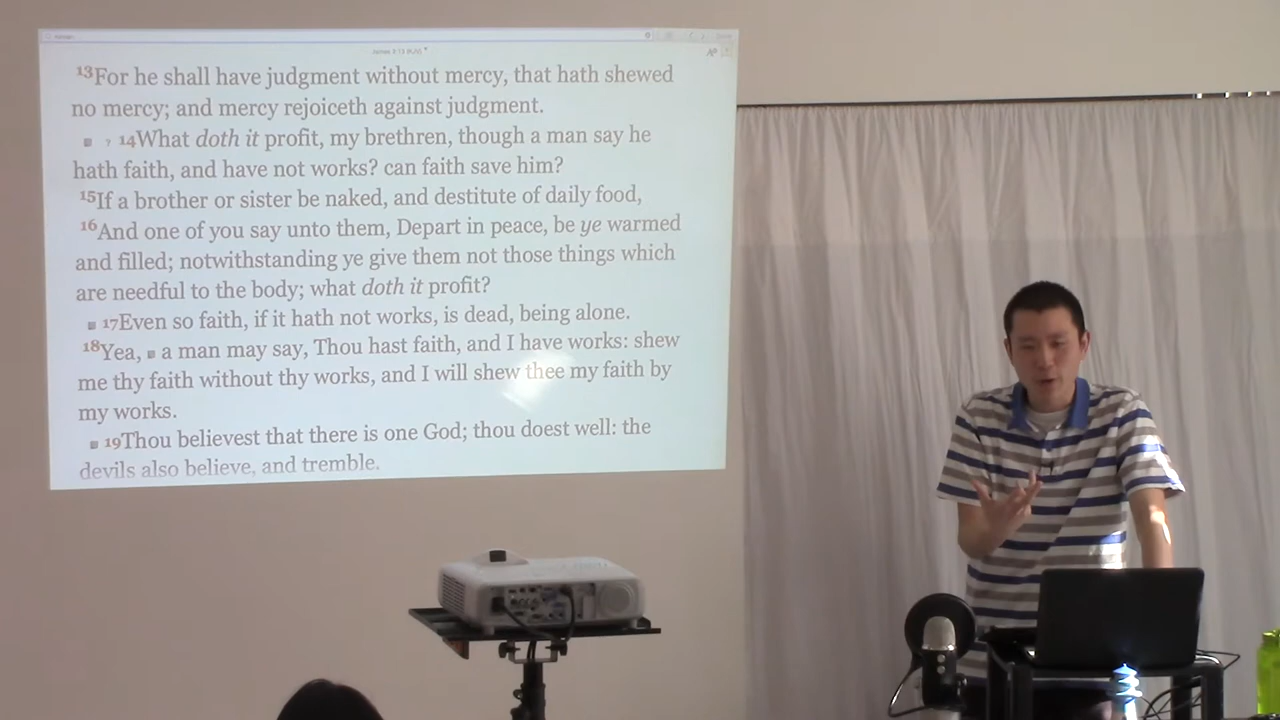 James 2:13 (KJV)
13For he shall have judgment without mercy, that hath shewed
no mercy; and mercy rejoiceth against judgment.
? 14What doth it profit, my brethren, though a man say he
hath faith, and have not works? can faith save him?
15If a brother or sister be naked, and destitute of daily food,
16And one of you say unto them, Depart in peace, be ye warmed
and filled; notwithstanding ye give them not those things which
are needful to the body; what doth it profit?
17Even so faith, if it hath not works, is dead, being alone.
18Yea, a man may say, Thou hast faith, and I have works: shew
me thy faith without thy works, and I will shew thee my faith by
my works.
19Thou believest that there is one God; thou doest well: the
devils also believe, and tremble.